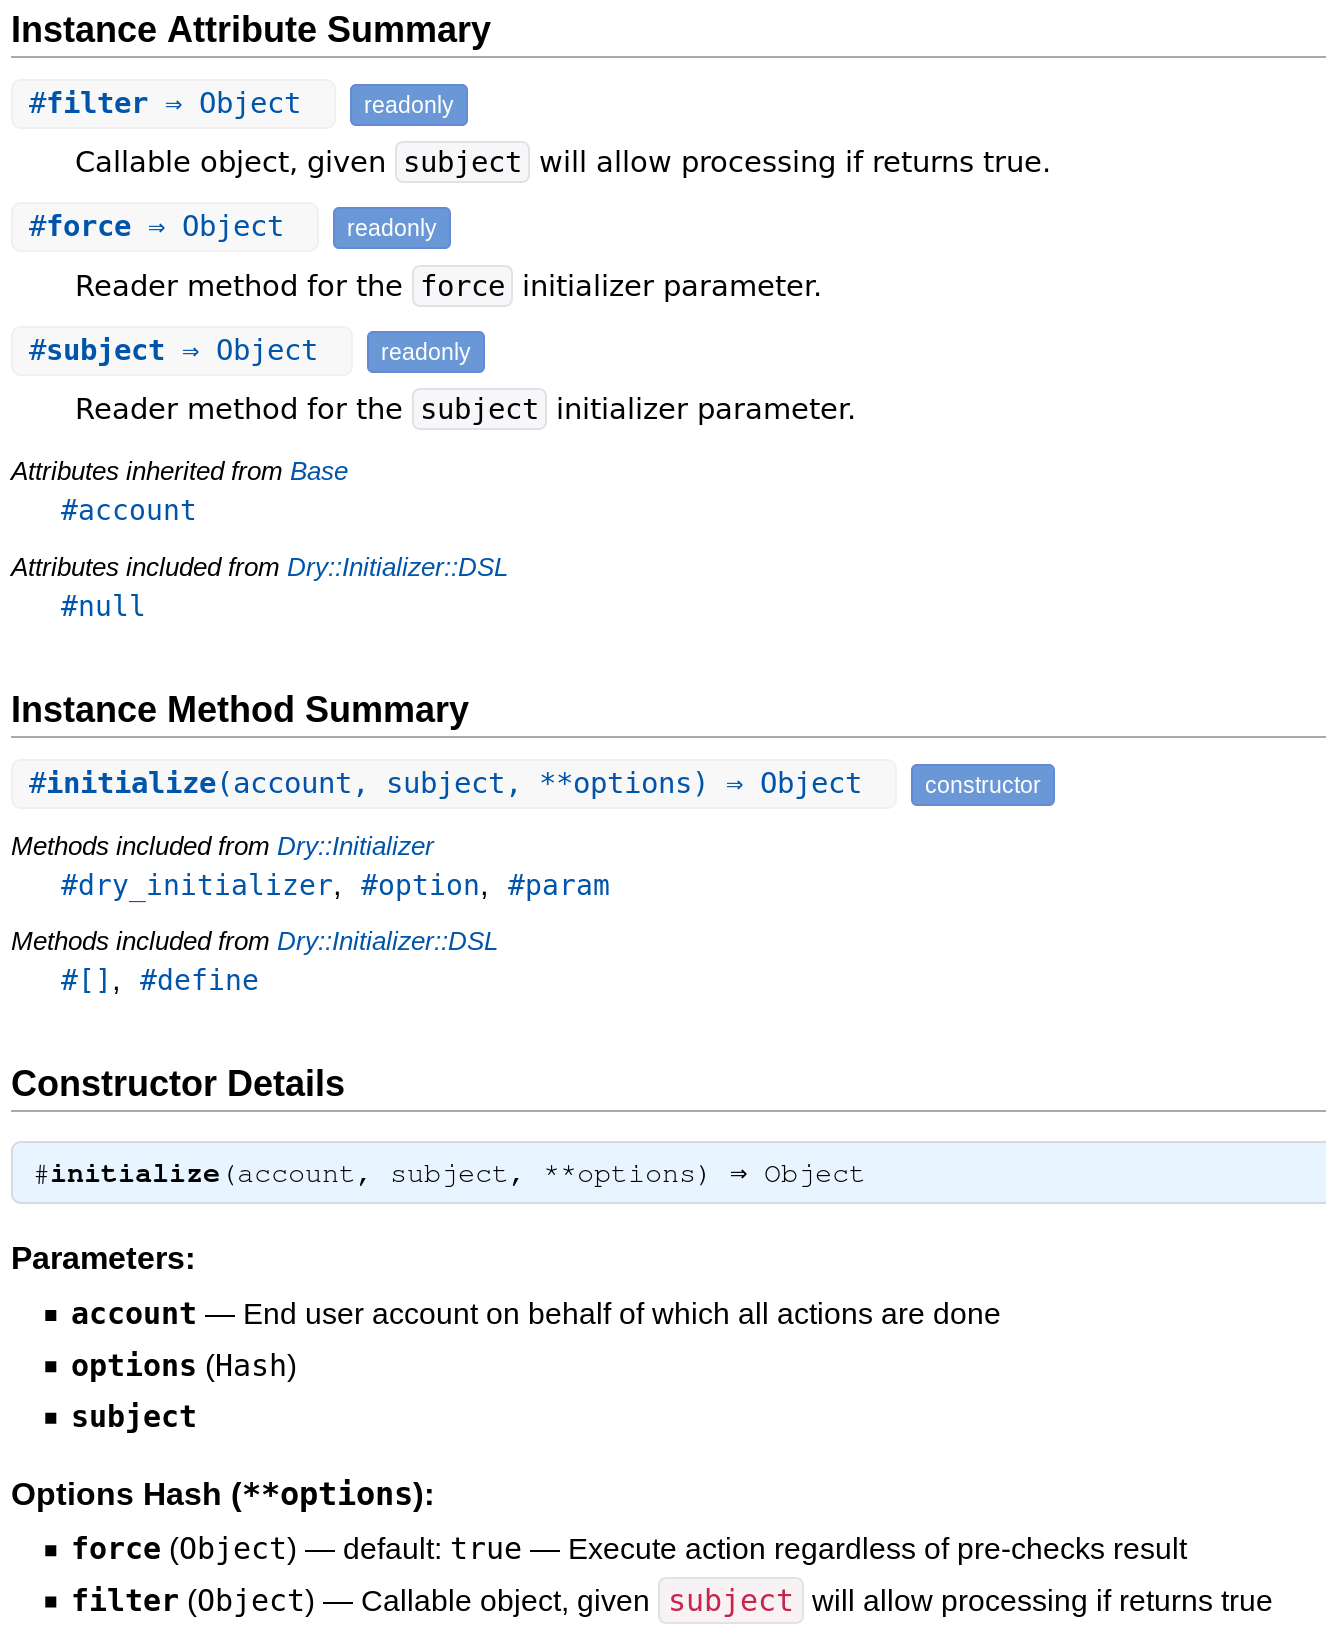 Instance Attribute Summary
#filter ⇒ Object readonly
Callable object, given subject will allow processing if returns true.
#force ⇒ Object readonly
Reader method for the force initializer parameter.
#subject ⇒ Object readonly
Reader method for the subject initializer parameter.
Attributes inherited from Base
#account
Attributes included from Dry::Initializer::DSL
#null
Instance Method Summary
#initialize(account, subject, **options) ⇒ Object constructor
Methods included from Dry::Initializer
#dry_initializer, #option, #param
Methods included from Dry::Initializer::DSL
#[], #define
Constructor Details
#initialize(account, subject, **options) ⇒ Object
Parameters:
▪ account — End user account on behalf of which all actions are done
▪ options (Hash)
▪ subject
Options Hash (**options):
▪ force (Object) — default: true — Execute action regardless of pre-checks result
▪ filter (Object) — Callable object, given subject will allow processing if returns true